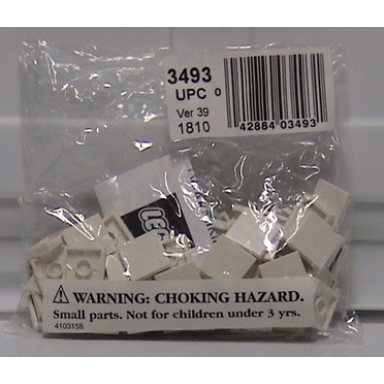 3493
UPC 0
Ver 39
1810
42884 03493
LEG
⚠ WARNING: CHOKING HAZARD.
Small parts. Not for children under 3 yrs.
4103158